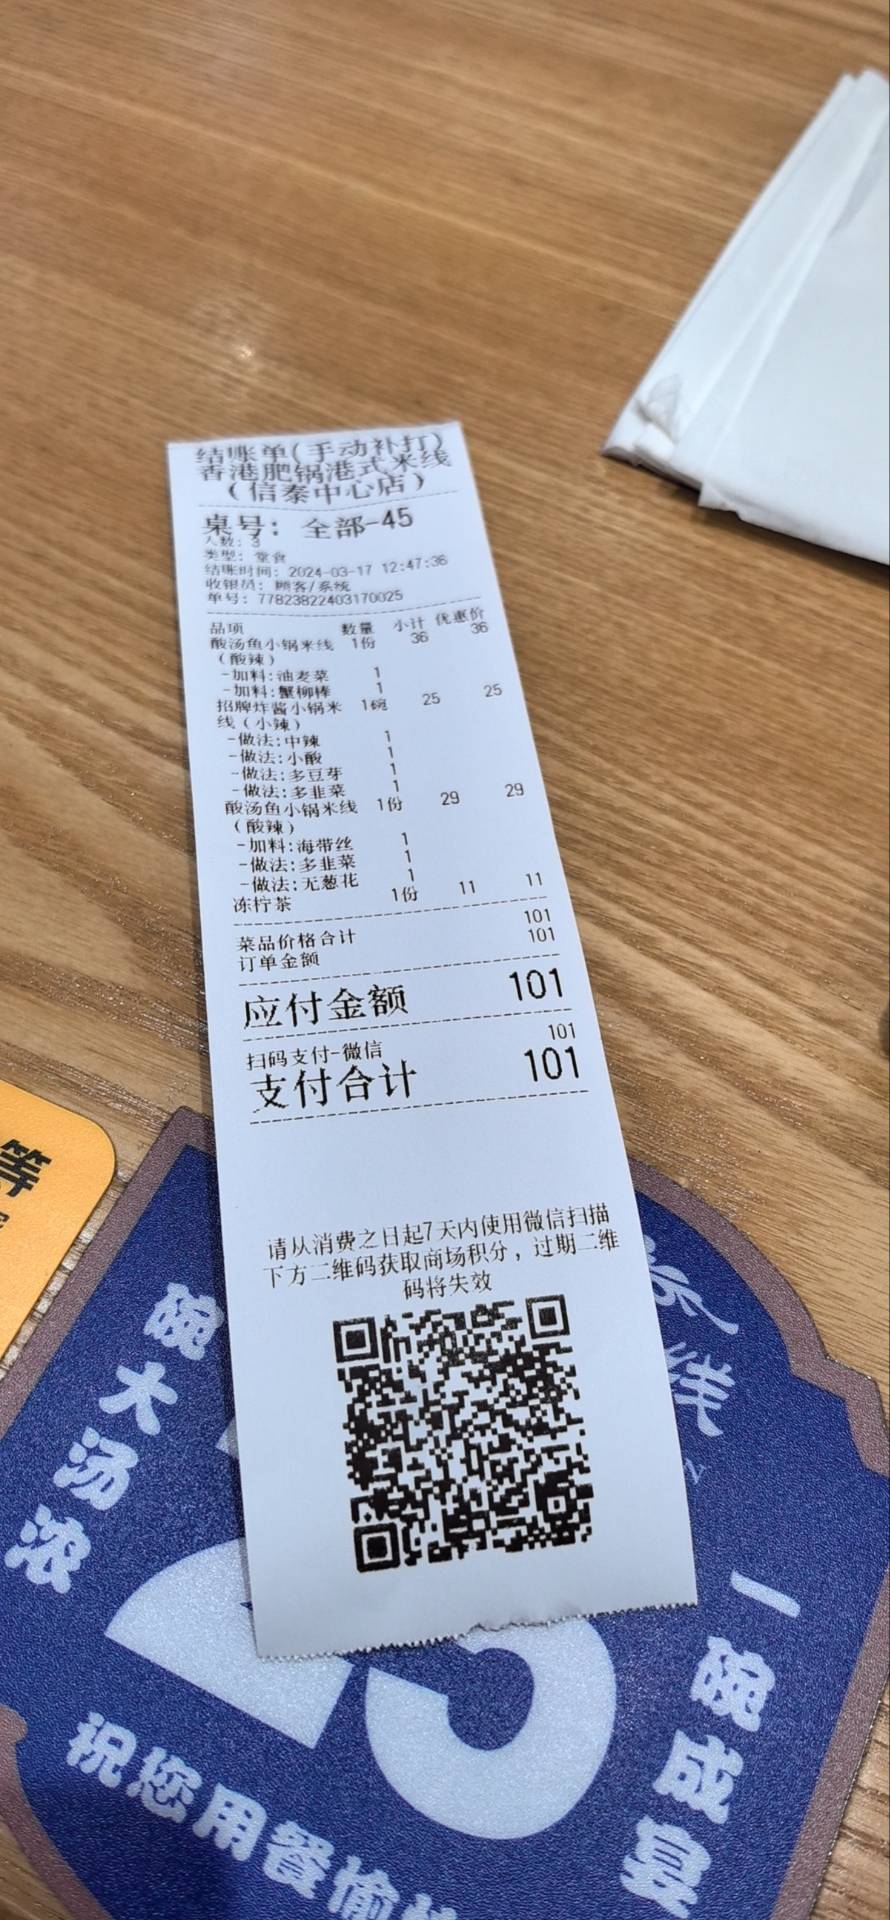 结账单(手动补打)
香港肥锅港式米线
(信泰中心店)
桌号: 全部-45
人数: 3
类型: 堂食
结账时间: 2024-03-17 12:47:36
收银员: 顾客/系统
单号: 77823822403170025
品项 数量 小计 优惠价
酸汤鱼小锅米线 1份 36 36
(酸辣)
-加料:油麦菜 1
-加料:蟹柳棒 1
招牌炸酱小锅米 1碗 25 25
线(小辣)
-做法:中辣 1
-做法:小酸 1
-做法:多豆芽 1
-做法:多韭菜 1
酸汤鱼小锅米线 1份 29 29
(酸辣)
-加料:海带丝 1
-做法:多韭菜 1
-做法:无葱花 1
冻柠茶 1份 11 11
菜品价格合计 101
订单金额 101
应付金额 101
扫码支付-微信 101
支付合计 101
请从消费之日起7天内使用微信扫描
下方二维码获取商场积分，过期二维
码将失效
等
碗大汤浓
米线
一碗成宴
祝您用餐愉